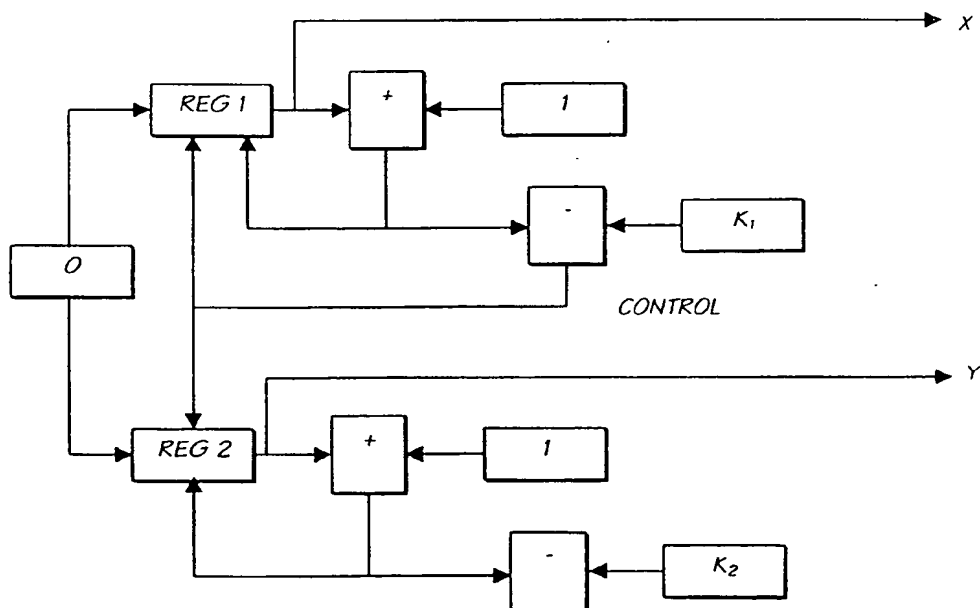 X
REG 1
+
1
-
K₁
0
CONTROL
Y
REG 2
+
1
-
K₂